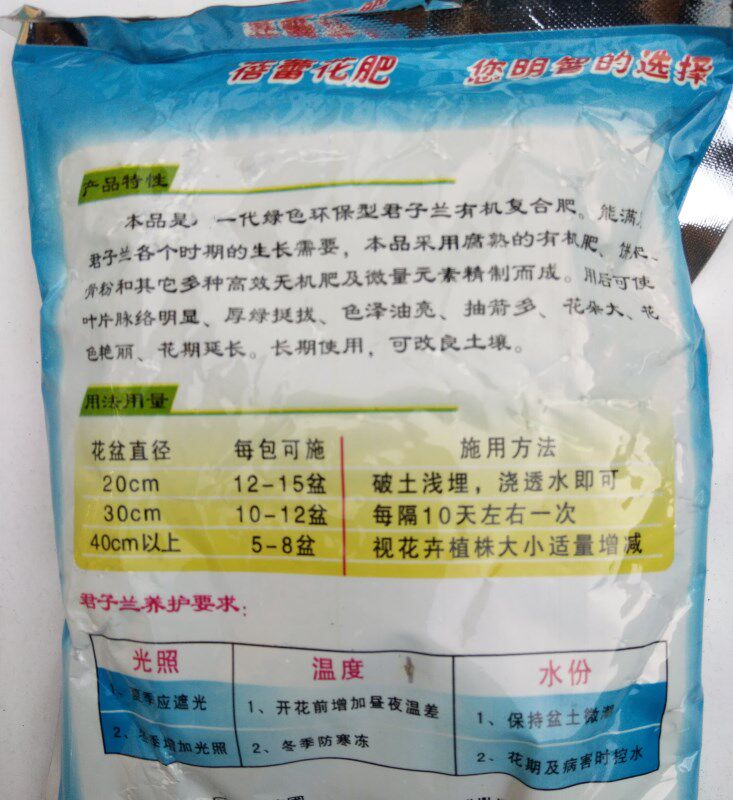 蓓蕾花肥 您明智的选择
产品特性
本品是 一代绿色环保型君子兰有机复合肥。能满
君子兰各个时期的生长需要，本品采用腐熟的有机肥、饼肥
骨粉和其它多种高效无机肥及微量元素精制而成。用后可使
叶片脉络明显、厚绿挺拔、色泽油亮、抽箭多、花朵大、花
色艳丽、花期延长。长期使用，可改良土壤。
用法用量
花盆直径 每包可施 施用方法
20cm 12-15盆 破土浅埋，浇透水即可
30cm 10-12盆 每隔10天左右一次
40cm以上 5-8盆 视花卉植株大小适量增减
君子兰养护要求：
光照 温度 水份
1、夏季应遮光 1、开花前增加昼夜温差 1、保持盆土微潮
2、冬季增加光照 2、冬季防寒冻 2、花期及病害时控水